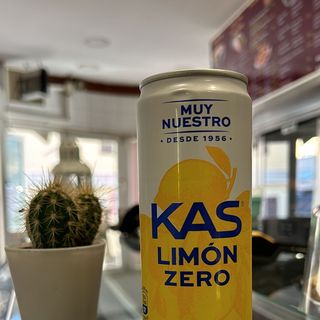 MUY
NUESTRO
• DESDE 1956 •
KAS
LIMÓN
ZERO